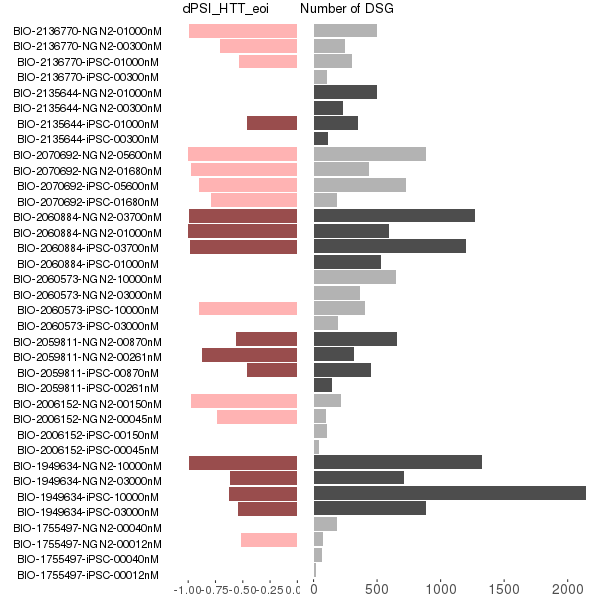 dPSI_HTT_eoi Number of DSG
BIO-2136770-NGN2-01000nM
BIO-2136770-NGN2-00300nM
BIO-2136770-iPSC-01000nM
BIO-2136770-iPSC-00300nM
BIO-2135644-NGN2-01000nM
BIO-2135644-NGN2-00300nM
BIO-2135644-iPSC-01000nM
BIO-2135644-iPSC-00300nM
BIO-2070692-NGN2-05600nM
BIO-2070692-NGN2-01680nM
BIO-2070692-iPSC-05600nM
BIO-2070692-iPSC-01680nM
BIO-2060884-NGN2-03700nM
BIO-2060884-NGN2-01000nM
BIO-2060884-iPSC-03700nM
BIO-2060884-iPSC-01000nM
BIO-2060573-NGN2-10000nM
BIO-2060573-NGN2-03000nM
BIO-2060573-iPSC-10000nM
BIO-2060573-iPSC-03000nM
BIO-2059811-NGN2-00870nM
BIO-2059811-NGN2-00261nM
BIO-2059811-iPSC-00870nM
BIO-2059811-iPSC-00261nM
BIO-2006152-NGN2-00150nM
BIO-2006152-NGN2-00045nM
BIO-2006152-iPSC-00150nM
BIO-2006152-iPSC-00045nM
BIO-1949634-NGN2-10000nM
BIO-1949634-NGN2-03000nM
BIO-1949634-iPSC-10000nM
BIO-1949634-iPSC-03000nM
BIO-1755497-NGN2-00040nM
BIO-1755497-NGN2-00012nM
BIO-1755497-iPSC-00040nM
BIO-1755497-iPSC-00012nM
-1.00 -0.75 -0.50 -0.25 0.0 0 500 1000 1500 2000